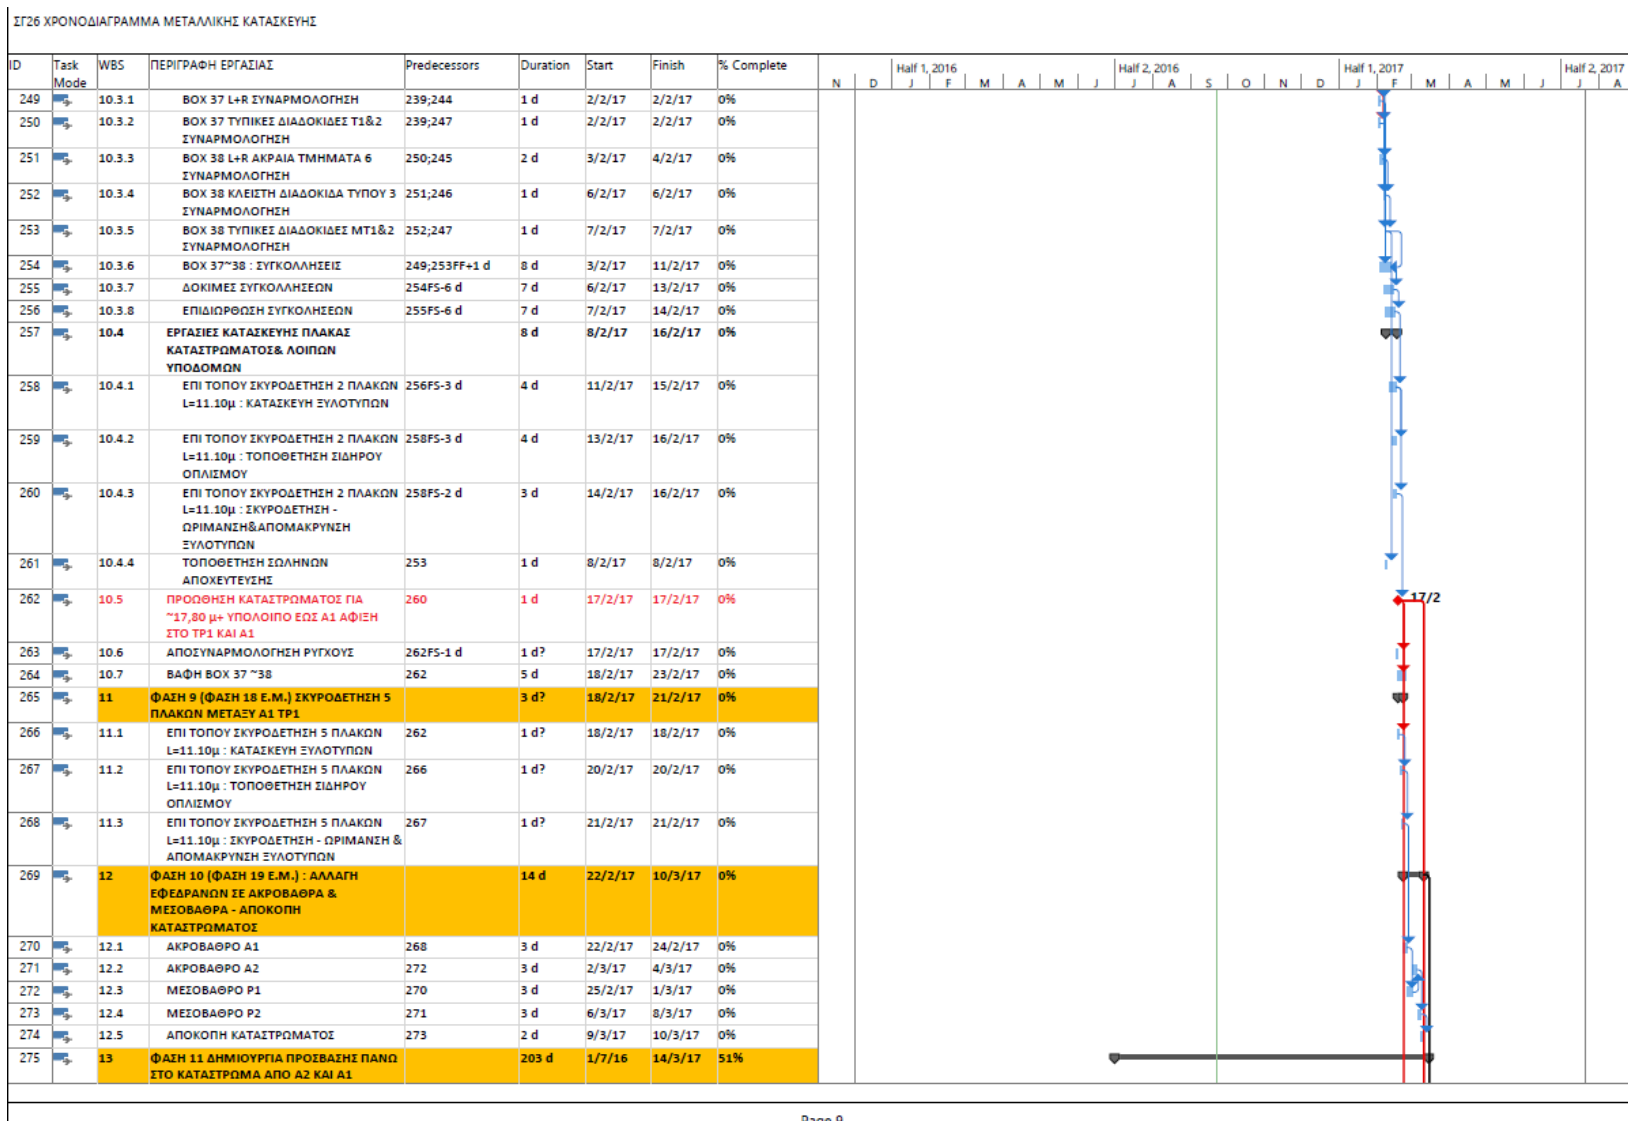 ΣΓ26 ΧΡΟΝΟΔΙΑΓΡΑΜΜΑ ΜΕΤΑΛΛΙΚΗΣ ΚΑΤΑΣΚΕΥΗΣ
ID Task Mode WBS ΠΕΡΙΓΡΑΦΗ ΕΡΓΑΣΙΑΣ Predecessors Duration Start Finish % Complete
Half 1, 2016 Half 2, 2016 Half 1, 2017 Half 2, 2017
N D J F M A M J J A S O N D J F M A M J J A
249 10.3.1 BOX 37 L+R ΣΥΝΑΡΜΟΛΟΓΗΣΗ 239;244 1 d 2/2/17 2/2/17 0%
250 10.3.2 BOX 37 ΤΥΠΙΚΕΣ ΔΙΑΔΟΚΙΔΕΣ Τ1&2 239;247 1 d 2/2/17 2/2/17 0%
ΣΥΝΑΡΜΟΛΟΓΗΣΗ
251 10.3.3 BOX 38 L+R ΑΚΡΑΙΑ ΤΜΗΜΑΤΑ 6 250;245 2 d 3/2/17 4/2/17 0%
ΣΥΝΑΡΜΟΛΟΓΗΣΗ
252 10.3.4 BOX 38 ΚΛΕΙΣΤΗ ΔΙΑΔΟΚΙΔΑ ΤΥΠΟΥ 3 251;246 1 d 6/2/17 6/2/17 0%
ΣΥΝΑΡΜΟΛΟΓΗΣΗ
253 10.3.5 BOX 38 ΤΥΠΙΚΕΣ ΔΙΑΔΟΚΙΔΕΣ ΜΤ1&2 252;247 1 d 7/2/17 7/2/17 0%
ΣΥΝΑΡΜΟΛΟΓΗΣΗ
254 10.3.6 BOX 37~38 : ΣΥΓΚΟΛΛΗΣΕΙΣ 249;253FF+1 d 8 d 3/2/17 11/2/17 0%
255 10.3.7 ΔΟΚΙΜΕΣ ΣΥΓΚΟΛΛΗΣΕΩΝ 254FS-6 d 7 d 6/2/17 13/2/17 0%
256 10.3.8 ΕΠΙΔΙΟΡΘΩΣΗ ΣΥΓΚΟΛΗΣΕΩΝ 255FS-6 d 7 d 7/2/17 14/2/17 0%
257 10.4 ΕΡΓΑΣΙΕΣ ΚΑΤΑΣΚΕΥΗΣ ΠΛΑΚΑΣ 8 d 8/2/17 16/2/17 0%
ΚΑΤΑΣΤΡΩΜΑΤΟΣ& ΛΟΙΠΩΝ
ΥΠΟΔΟΜΩΝ
258 10.4.1 ΕΠΙ ΤΟΠΟΥ ΣΚΥΡΟΔΕΤΗΣΗ 2 ΠΛΑΚΩΝ 256FS-3 d 4 d 11/2/17 15/2/17 0%
L=11.10μ : ΚΑΤΑΣΚΕΥΗ ΞΥΛΟΤΥΠΩΝ
259 10.4.2 ΕΠΙ ΤΟΠΟΥ ΣΚΥΡΟΔΕΤΗΣΗ 2 ΠΛΑΚΩΝ 258FS-3 d 4 d 13/2/17 16/2/17 0%
L=11.10μ : ΤΟΠΟΘΕΤΗΣΗ ΣΙΔΗΡΟΥ
ΟΠΛΙΣΜΟΥ
260 10.4.3 ΕΠΙ ΤΟΠΟΥ ΣΚΥΡΟΔΕΤΗΣΗ 2 ΠΛΑΚΩΝ 258FS-2 d 3 d 14/2/17 16/2/17 0%
L=11.10μ : ΣΚΥΡΟΔΕΤΗΣΗ -
ΩΡΙΜΑΝΣΗ&ΑΠΟΜΑΚΡΥΝΣΗ
ΞΥΛΟΤΥΠΩΝ
261 10.4.4 ΤΟΠΟΘΕΤΗΣΗ ΣΩΛΗΝΩΝ 253 1 d 8/2/17 8/2/17 0%
ΑΠΟΧΕΥΤΕΥΣΗΣ
262 10.5 ΠΡΟΩΘΗΣΗ ΚΑΤΑΣΤΡΩΜΑΤΟΣ ΓΙΑ 260 1 d 17/2/17 17/2/17 0% 17/2
~17,80 μ+ ΥΠΟΛΟΙΠΟ ΕΩΣ Α1 ΑΦΙΞΗ
ΣΤΟ ΤΡ1 ΚΑΙ Α1
263 10.6 ΑΠΟΣΥΝΑΡΜΟΛΟΓΗΣΗ ΡΥΓΧΟΥΣ 262FS-1 d 1 d? 17/2/17 17/2/17 0%
264 10.7 ΒΑΦΗ BOX 37 ~38 262 5 d 18/2/17 23/2/17 0%
265 11 ΦΑΣΗ 9 (ΦΑΣΗ 18 Ε.Μ.) ΣΚΥΡΟΔΕΤΗΣΗ 5 3 d? 18/2/17 21/2/17 0%
ΠΛΑΚΩΝ ΜΕΤΑΞΥ Α1 ΤΡ1
266 11.1 ΕΠΙ ΤΟΠΟΥ ΣΚΥΡΟΔΕΤΗΣΗ 5 ΠΛΑΚΩΝ 262 1 d? 18/2/17 18/2/17 0%
L=11.10μ : ΚΑΤΑΣΚΕΥΗ ΞΥΛΟΤΥΠΩΝ
267 11.2 ΕΠΙ ΤΟΠΟΥ ΣΚΥΡΟΔΕΤΗΣΗ 5 ΠΛΑΚΩΝ 266 1 d? 20/2/17 20/2/17 0%
L=11.10μ : ΤΟΠΟΘΕΤΗΣΗ ΣΙΔΗΡΟΥ
ΟΠΛΙΣΜΟΥ
268 11.3 ΕΠΙ ΤΟΠΟΥ ΣΚΥΡΟΔΕΤΗΣΗ 5 ΠΛΑΚΩΝ 267 1 d? 21/2/17 21/2/17 0%
L=11.10μ : ΣΚΥΡΟΔΕΤΗΣΗ - ΩΡΙΜΑΝΣΗ &
ΑΠΟΜΑΚΡΥΝΣΗ ΞΥΛΟΤΥΠΩΝ
269 12 ΦΑΣΗ 10 (ΦΑΣΗ 19 Ε.Μ.) : ΑΛΛΑΓΗ 14 d 22/2/17 10/3/17 0%
ΕΦΕΔΡΑΝΩΝ ΣΕ ΑΚΡΟΒΑΘΡΑ &
ΜΕΣΟΒΑΘΡΑ - ΑΠΟΚΟΠΗ
ΚΑΤΑΣΤΡΩΜΑΤΟΣ
270 12.1 ΑΚΡΟΒΑΘΡΟ Α1 268 3 d 22/2/17 24/2/17 0%
271 12.2 ΑΚΡΟΒΑΘΡΟ Α2 272 3 d 2/3/17 4/3/17 0%
272 12.3 ΜΕΣΟΒΑΘΡΟ Ρ1 270 3 d 25/2/17 1/3/17 0%
273 12.4 ΜΕΣΟΒΑΘΡΟ Ρ2 271 3 d 6/3/17 8/3/17 0%
274 12.5 ΑΠΟΚΟΠΗ ΚΑΤΑΣΤΡΩΜΑΤΟΣ 273 2 d 9/3/17 10/3/17 0%
275 13 ΦΑΣΗ 11 ΔΗΜΙΟΥΡΓΙΑ ΠΡΟΣΒΑΣΗΣ ΠΑΝΩ 203 d 1/7/16 14/3/17 51%
ΣΤΟ ΚΑΤΑΣΤΡΩΜΑ ΑΠΟ Α2 ΚΑΙ Α1
Page 9